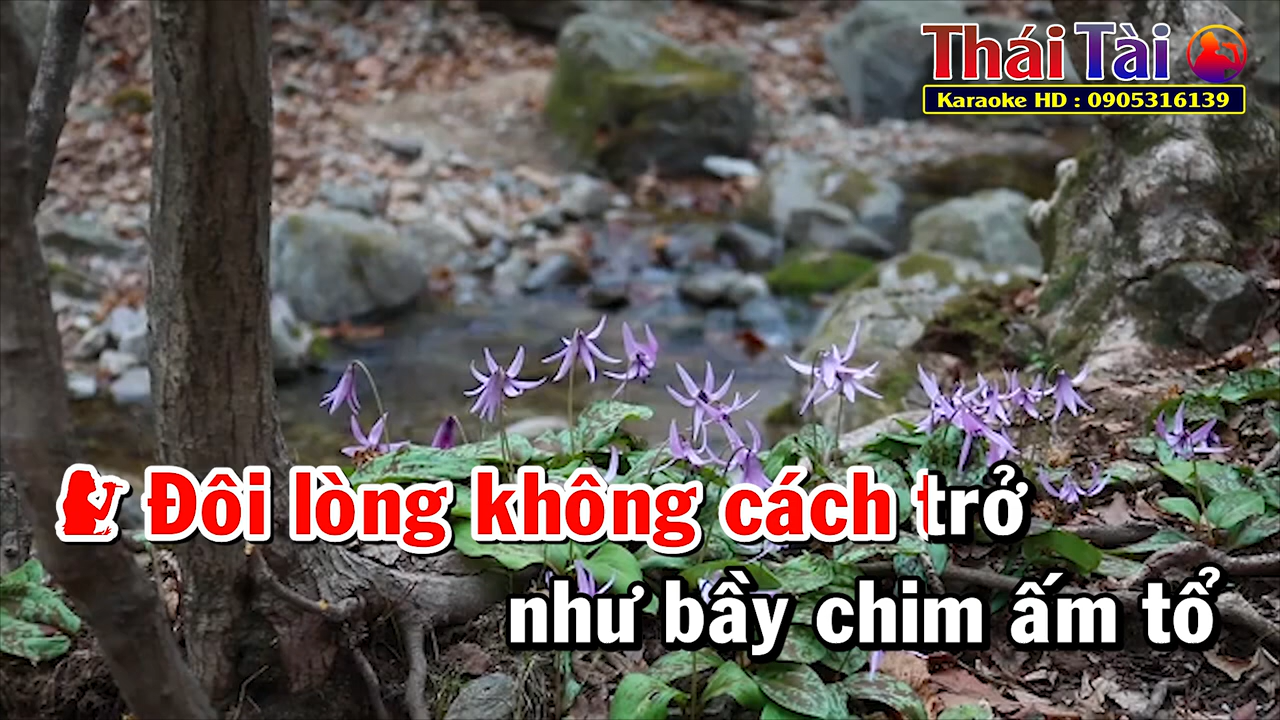 Thái Tài
Karaoke HD : 0905316139
Đôi lòng không cách trở
như bầy chim ấm tổ